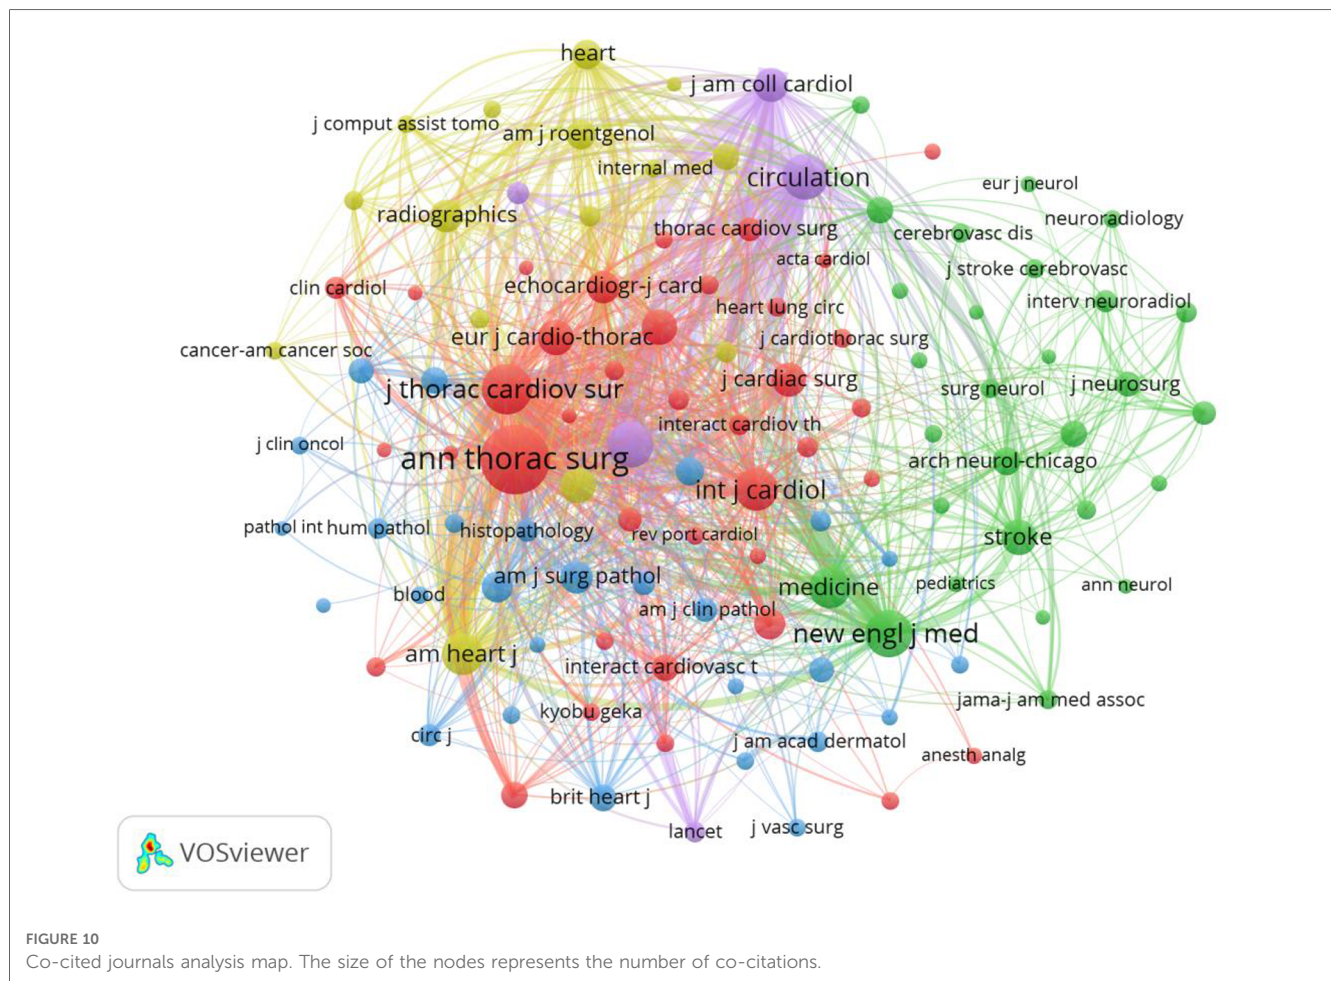 heart
j am coll cardiol
j comput assist tomo
am j roentgenol
internal med
circulation
eur j neurol
radiographics
thorac cardiov surg
cerebrovasc dis
neuroradiology
acta cardiol
j stroke cerebrovasc
clin cardiol
echocardiogr-j card
heart lung circ
interv neuroradiol
eur j cardio-thorac
j cardiothorac surg
cancer-am cancer soc
j thorac cardiov sur
j cardiac surg
surg neurol
j neurosurg
interact cardiov th
j clin oncol
ann thorac surg
arch neurol-chicago
int j cardiol
pathol int
hum pathol
histopathology
rev port cardiol
stroke
am j surg pathol
medicine
pediatrics
ann neurol
blood
am j clin pathol
new engl j med
am heart j
interact cardiovasc t
jama-j am med assoc
kyobu geka
circ j
j am acad dermatol
anesth analg
brit heart j
lancet
j vasc surg
VOSviewer
FIGURE 10
Co-cited journals analysis map. The size of the nodes represents the number of co-citations.